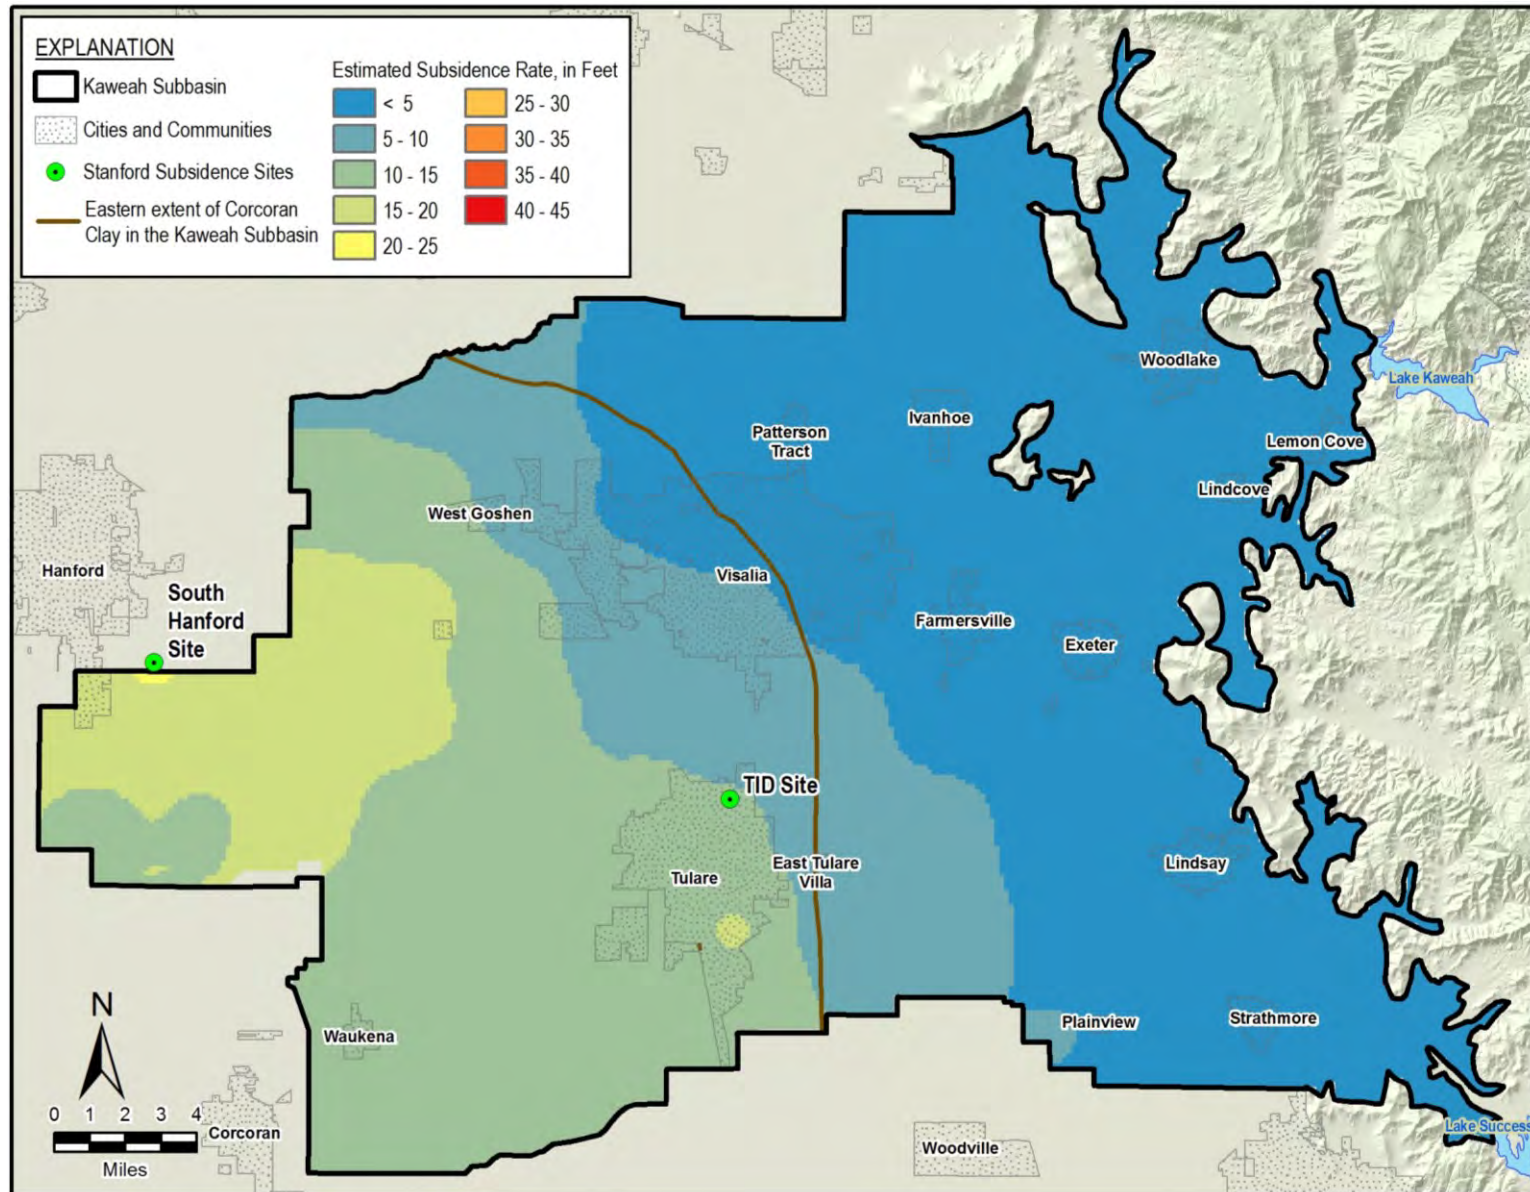 EXPLANATION
Kaweah Subbasin
Cities and Communities
Stanford Subsidence Sites
Eastern extent of Corcoran
Clay in the Kaweah Subbasin
Estimated Subsidence Rate, in Feet
< 5
5 - 10
10 - 15
15 - 20
20 - 25
25 - 30
30 - 35
35 - 40
40 - 45
Woodlake
Lake Kaweah
Ivanhoe
Patterson
Tract
Lemon Cove
Lindcove
West Goshen
Hanford
Visalia
South
Hanford
Site
Farmersville
Exeter
TID Site
East Tulare
Villa
Tulare
Lindsay
Waukena
Plainview
Strathmore
N
0 1 2 3 4
Miles
Corcoran
Woodville
Lake Success